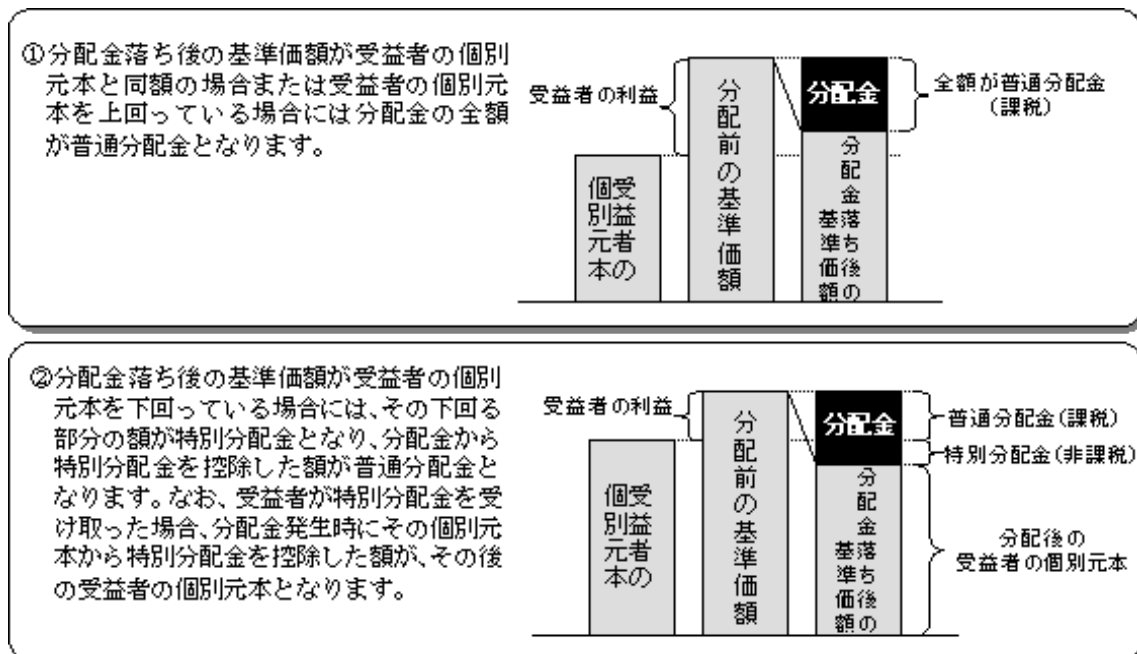 ①分配金落ち後の基準価額が受益者の個別
元本と同額の場合または受益者の個別元
本を上回っている場合には分配金の全額
が普通分配金となります。
受益者の利益
受益者の
個別元本
分配前の基準価額
分配金
分配金落ち後の
基準価額
全額が普通分配金
(課税)
②分配金落ち後の基準価額が受益者の個別
元本を下回っている場合には、その下回る
部分の額が特別分配金となり、分配金から
特別分配金を控除した額が普通分配金と
なります。なお、受益者が特別分配金を受
け取った場合、分配金発生時にその個別元
本から特別分配金を控除した額が、その後
の受益者の個別元本となります。
受益者の利益
受益者の
個別元本
分配前の基準価額
分配金
分配金落ち後の
基準価額
普通分配金(課税)
特別分配金(非課税)
分配後の
受益者の個別元本